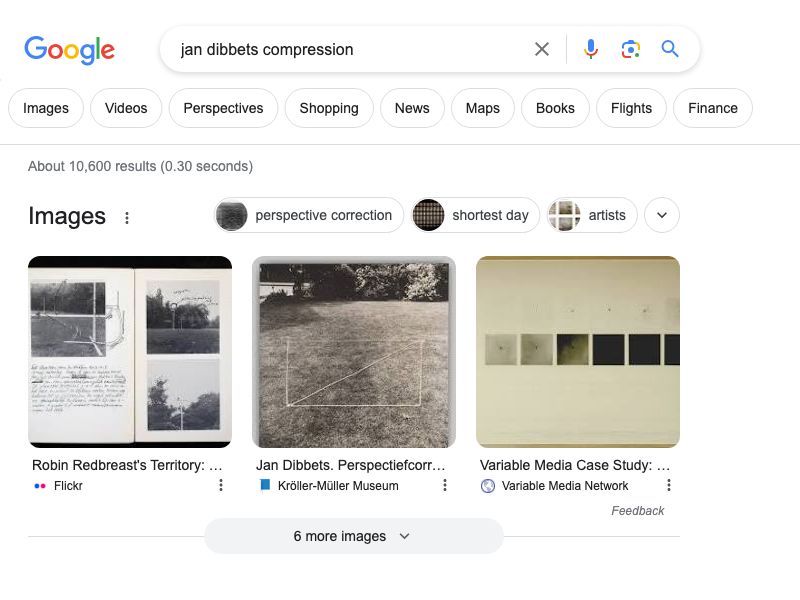 Google
jan dibbets compression
Images
Videos
Perspectives
Shopping
News
Maps
Books
Flights
Finance
About 10,600 results (0.30 seconds)
Images
perspective correction
shortest day
artists
Robin Redbreast's Territory: ...
Flickr
Jan Dibbets. Perspectiefcorr...
Kröller-Müller Museum
Variable Media Case Study: ...
Variable Media Network
Feedback
6 more images